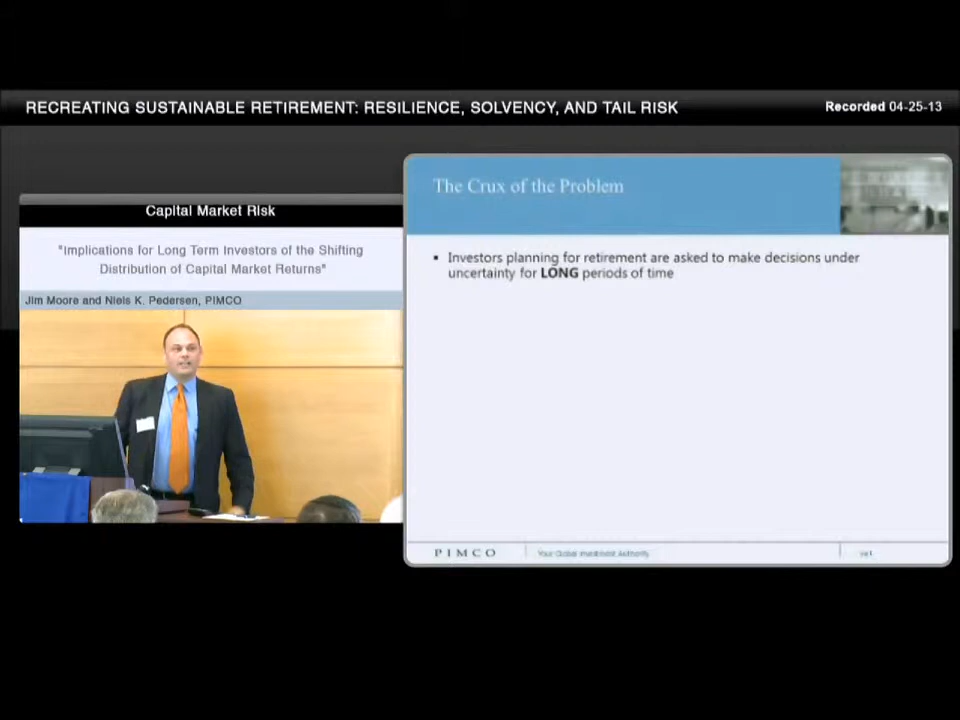 RECREATING SUSTAINABLE RETIREMENT: RESILIENCE, SOLVENCY, AND TAIL RISK
Recorded 04-25-13
Capital Market Risk
"Implications for Long Term Investors of the Shifting
Distribution of Capital Market Returns"
Jim Moore and Niels K. Pedersen, PIMCO
The Crux of the Problem
▪ Investors planning for retirement are asked to make decisions under
uncertainty for LONG periods of time
PIMCO
Your Global Investment Authority